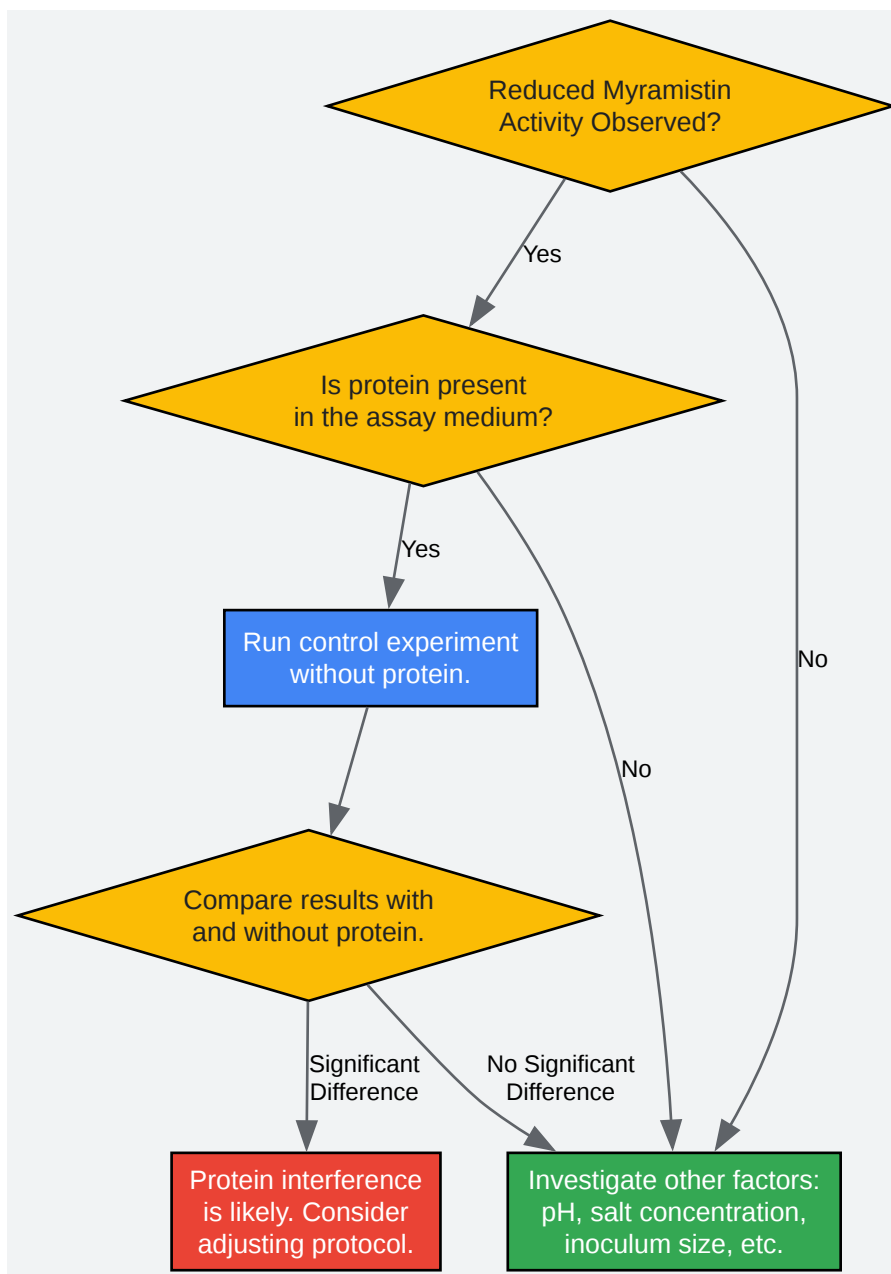 Reduced Myramistin
Activity Observed?
Yes
Is protein present
in the assay medium?
Yes
Run control experiment
without protein.
No
No
Compare results with
and without protein.
Significant
Difference
No Significant
Difference
Protein interference
is likely. Consider
adjusting protocol.
Investigate other factors:
pH, salt concentration,
inoculum size, etc.